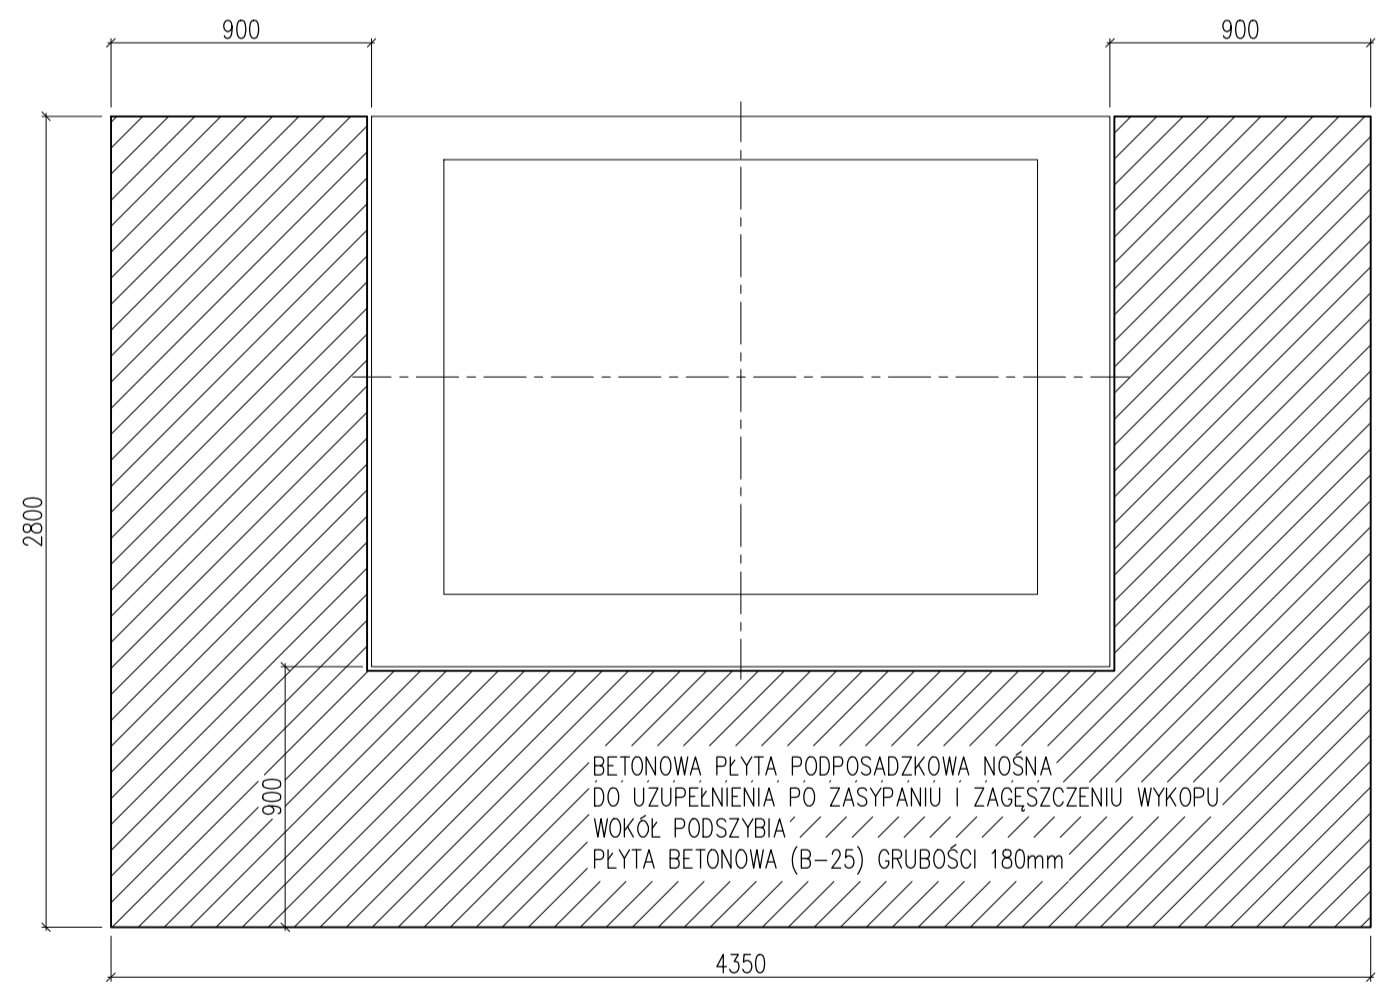 900
900
2800
900
BETONOWA PŁYTA PODPOSADZKOWA NOŚNA
DO UZUPEŁNIENIA PO ZASYPANIU I ZAGĘSZCZENIU WYKOPU
WOKÓŁ PODSZYBIA
PŁYTA BETONOWA (B-25) GRUBOŚCI 180mm
4350